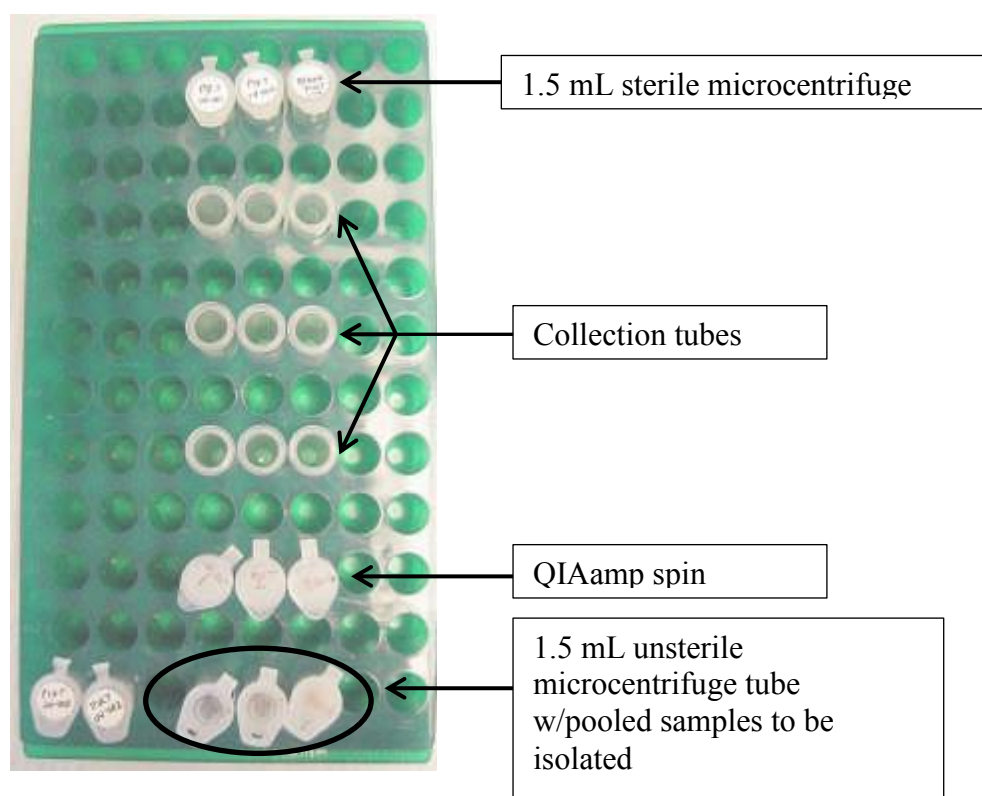 1.5 mL sterile microcentrifuge
Collection tubes
QIAamp spin
1.5 mL unsterile
microcentrifuge tube
w/pooled samples to be
isolated